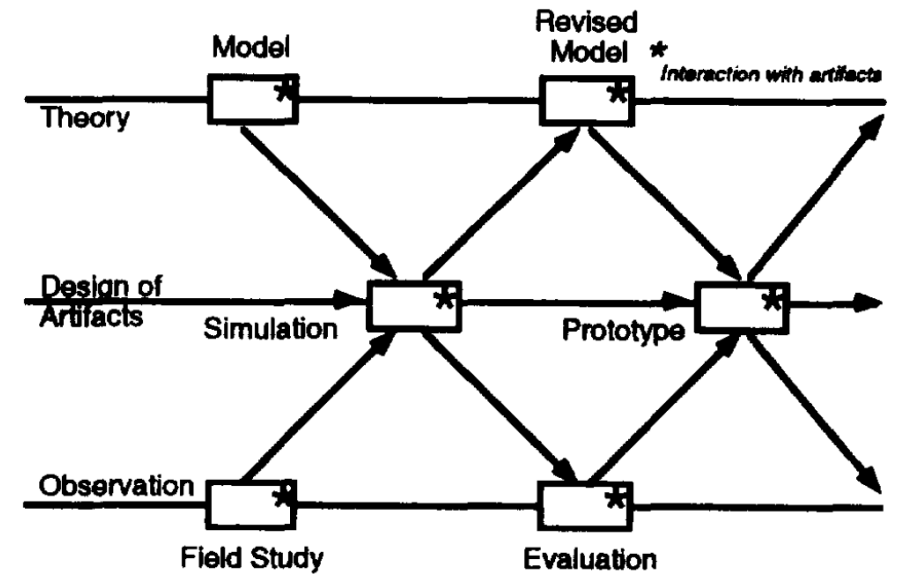 Model
Revised
Model *
Interaction with artifacts
*
*
Theory
Design of
Artifacts
*
*
Simulation
Prototype
Observation
*
*
Field Study
Evaluation